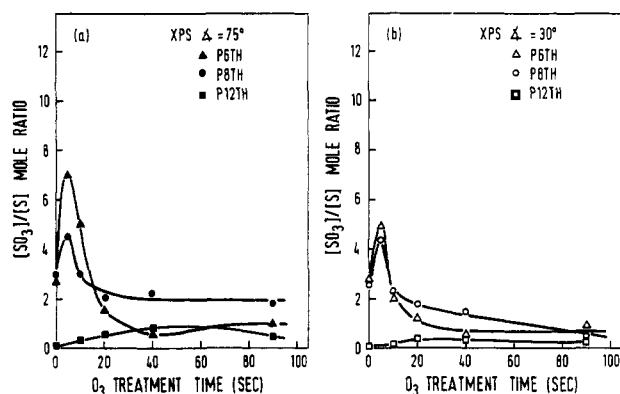 (a) XPS ∡ = 75°
▲ P6TH
● P8TH
■ P12TH
[SO₃]/[S] MOLE RATIO
12
10
8
6
4
2
0
0 20 40 60 80 100
O₃ TREATMENT TIME (SEC)
(b) XPS ∡ = 30°
△ P6TH
○ P8TH
□ P12TH
[SO₃]/[S] MOLE RATIO
12
10
8
6
4
2
0
0 20 40 60 80 100
O₃ TREATMENT TIME (SEC)